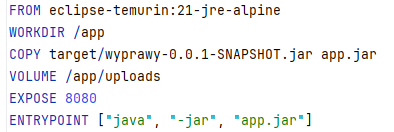 FROM eclipse-temurin:21-jre-alpine
WORKDIR /app
COPY target/wyprawy-0.0.1-SNAPSHOT.jar app.jar
VOLUME /app/uploads
EXPOSE 8080
ENTRYPOINT ["java", "-jar", "app.jar"]